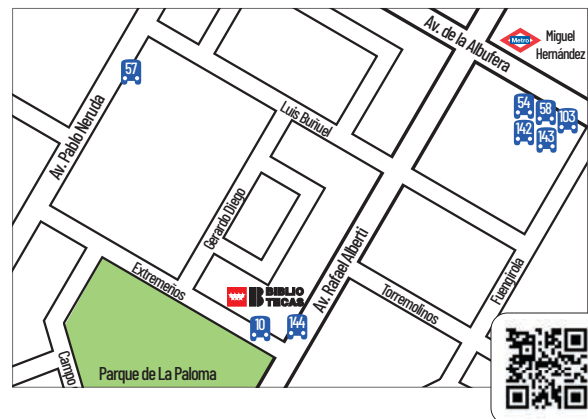 Av. de la Albufera
Metro
Miguel
Hernández
57
54
58
103
142
143
Av. Pablo Neruda
Luis Buñuel
Gerardo Diego
Av. Rafael Alberti
Extremeños
BIBLIO
TECAS
Torremolinos
Fuengirola
10
144
Campo
Parque de La Paloma